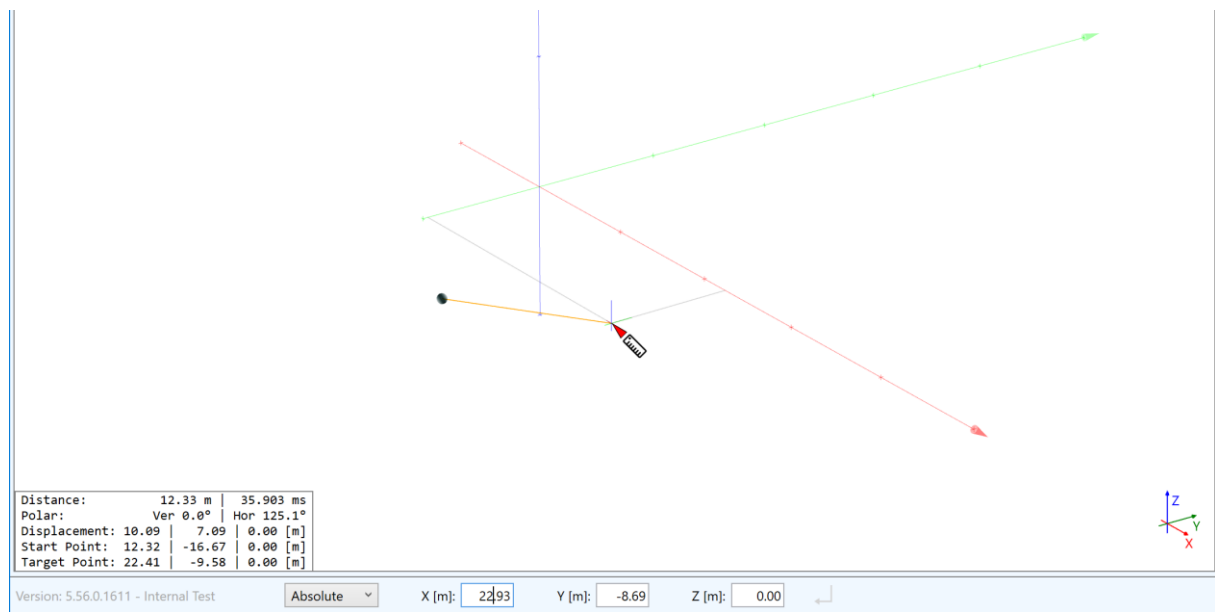 Distance: 12.33 m | 35.903 ms
Polar: Ver 0.0° | Hor 125.1°
Displacement: 10.09 | 7.09 | 0.00 [m]
Start Point: 12.32 | -16.67 | 0.00 [m]
Target Point: 22.41 | -9.58 | 0.00 [m]
Z
Y
X
Version: 5.56.0.1611 - Internal Test Absolute X [m]: 22.93 Y [m]: -8.69 Z [m]: 0.00